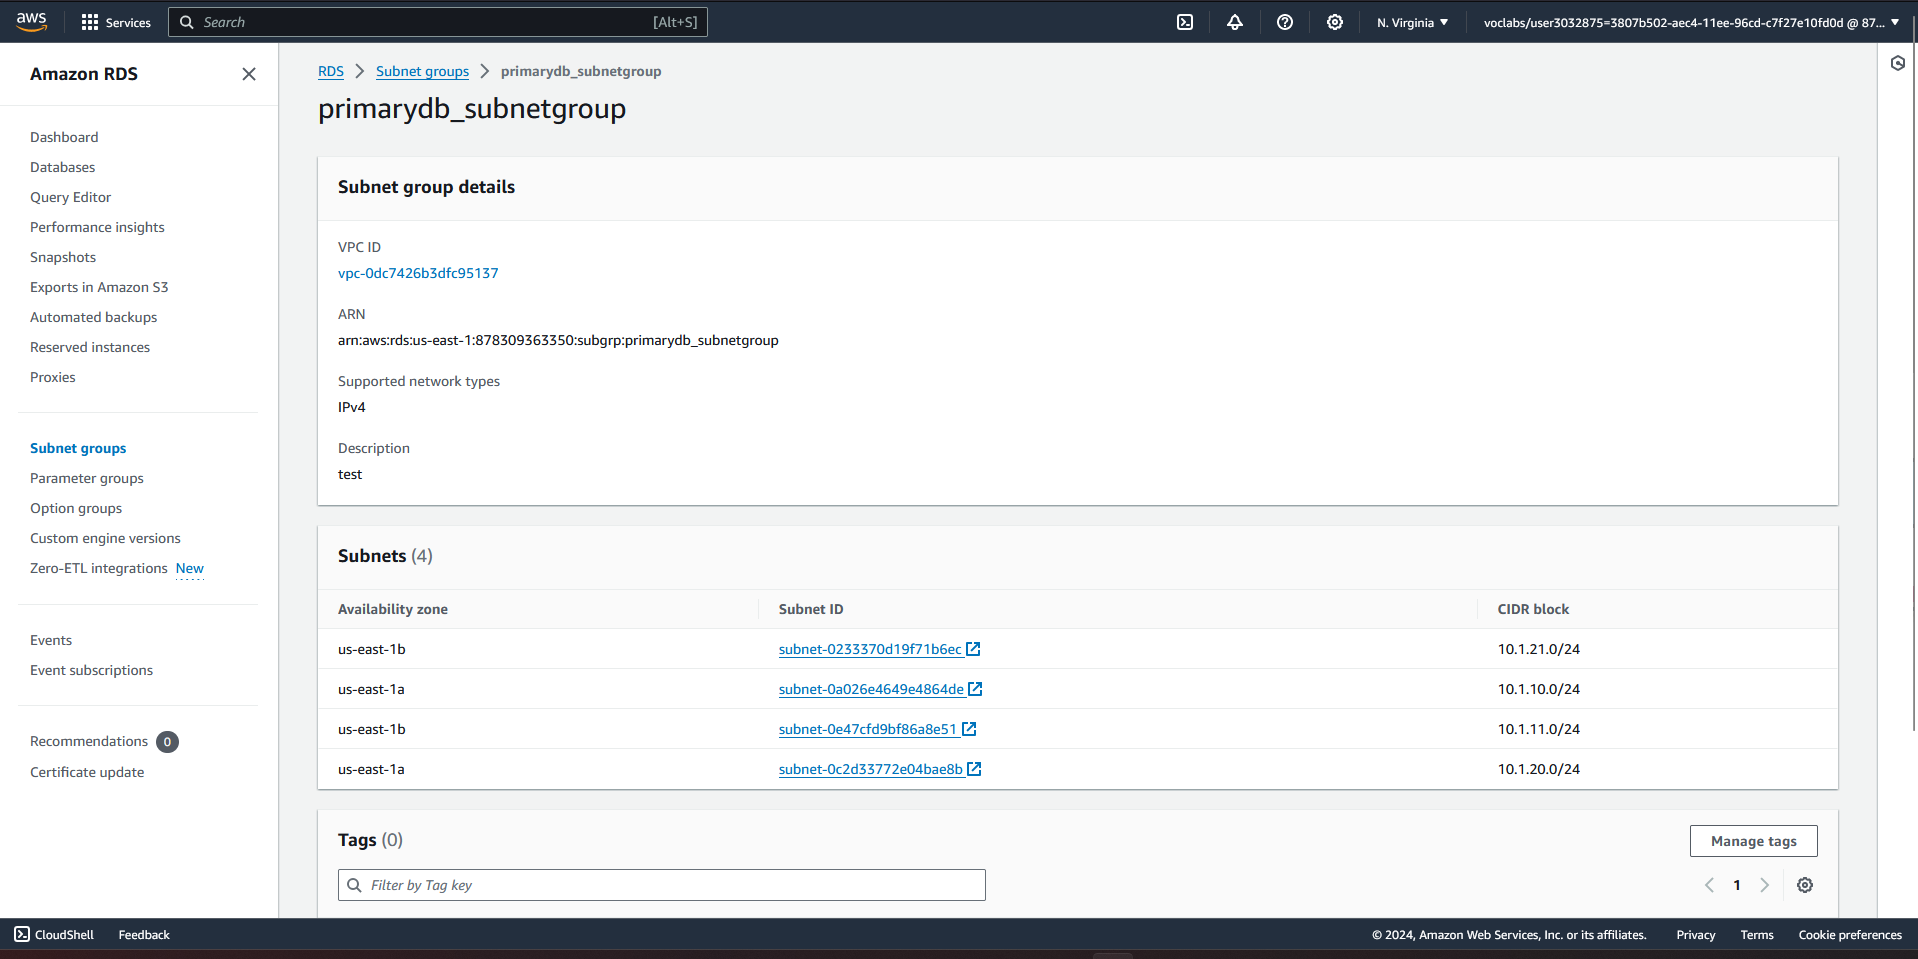 aws Services Search [Alt+S] N. Virginia voclabs/user3032875=3807b502-aec4-11ee-96cd-c7f27e10fd0d @ 87...
Amazon RDS
Dashboard
Databases
Query Editor
Performance insights
Snapshots
Exports in Amazon S3
Automated backups
Reserved instances
Proxies
Subnet groups
Parameter groups
Option groups
Custom engine versions
Zero-ETL integrations New
Events
Event subscriptions
Recommendations 0
Certificate update
RDS Subnet groups primarydb_subnetgroup
primarydb_subnetgroup
Subnet group details
VPC ID
vpc-0dc7426b3dfc95137
ARN
arn:aws:rds:us-east-1:878309363350:subgrp:primarydb_subnetgroup
Supported network types
IPv4
Description
test
Subnets (4)
Availability zone Subnet ID CIDR block
us-east-1b subnet-0233370d19f71b6ec 10.1.21.0/24
us-east-1a subnet-0a026e4649e4864de 10.1.10.0/24
us-east-1b subnet-0e47cfd9bf86a8e51 10.1.11.0/24
us-east-1a subnet-0c2d33772e04bae8b 10.1.20.0/24
Tags (0) Manage tags
Filter by Tag key 1
CloudShell Feedback © 2024, Amazon Web Services, Inc. or its affiliates. Privacy Terms Cookie preferences